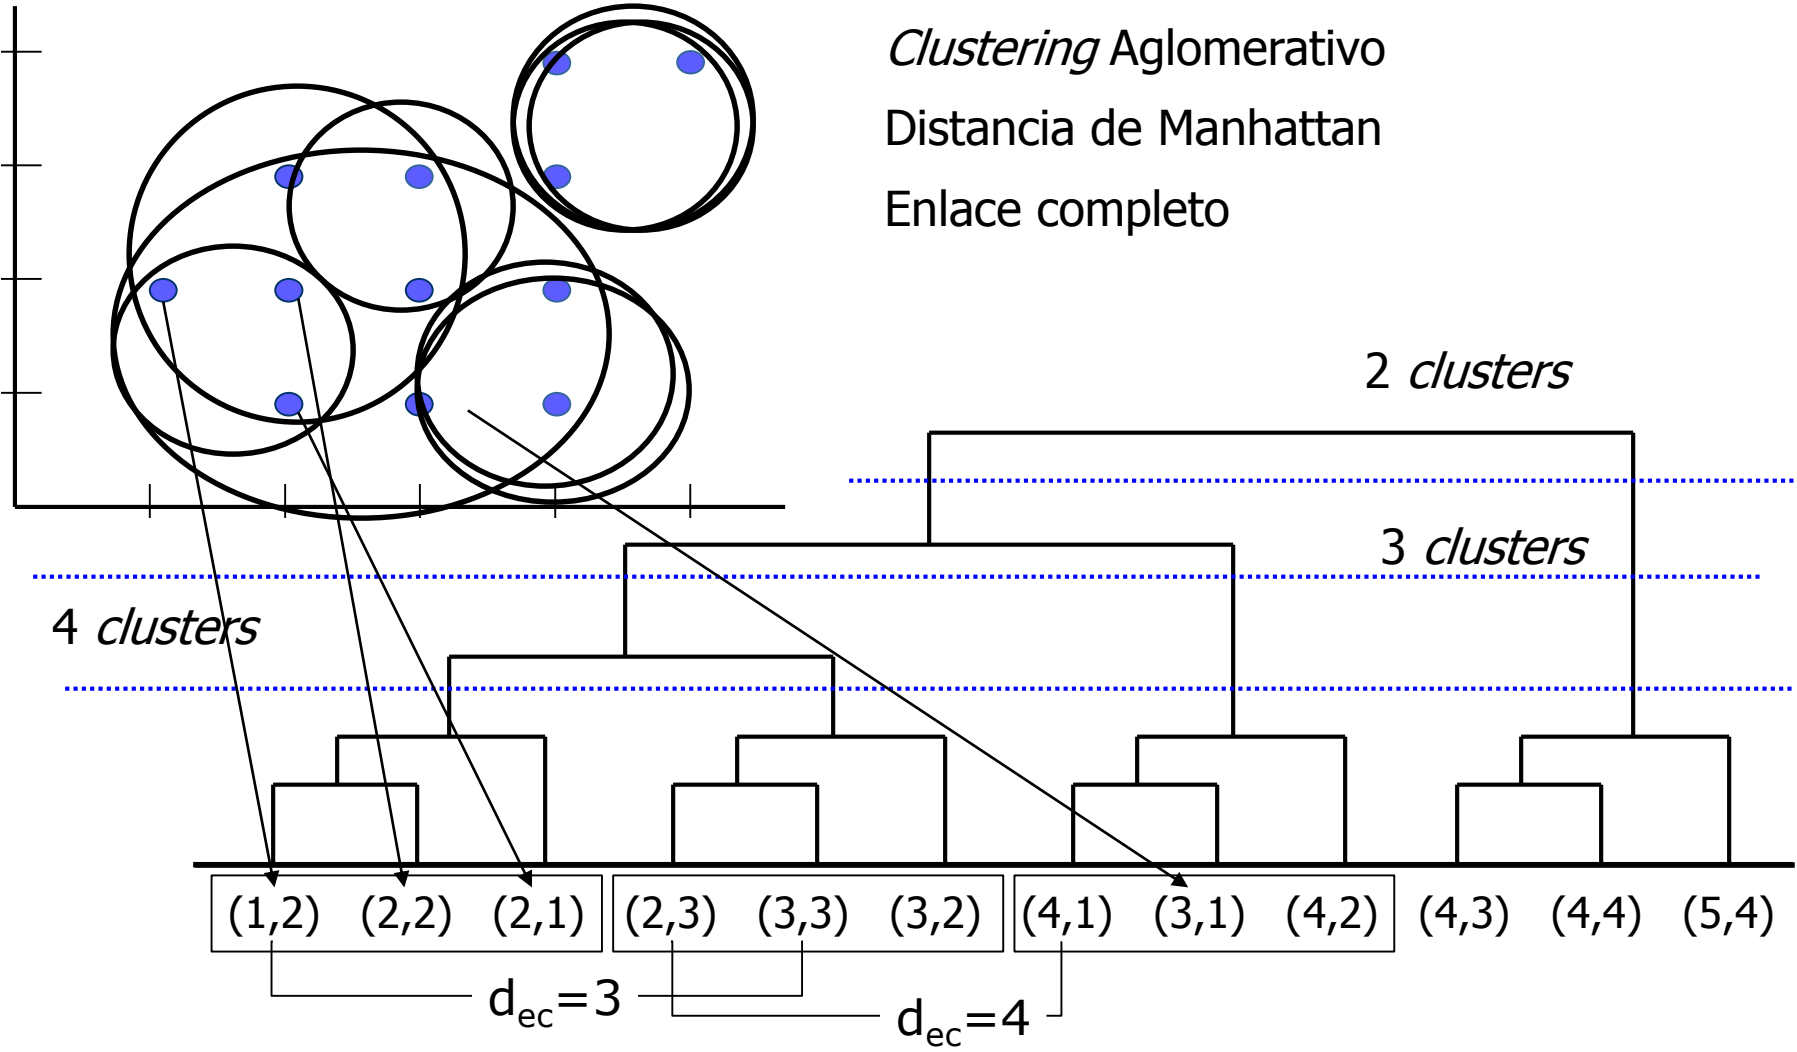 Clustering Aglomerativo
Distancia de Manhattan
Enlace completo
2 clusters
3 clusters
4 clusters
(1,2) (2,2) (2,1) (2,3) (3,3) (3,2) (4,1) (3,1) (4,2) (4,3) (4,4) (5,4)
dec=3
dec=4